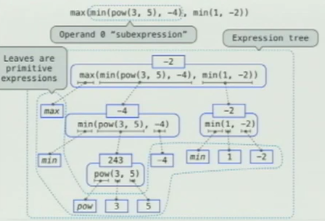 max(min(pow(3, 5), -4), min(1, -2))
Operand 0 "subexpression"
Expression tree
Leaves are
primitive
expressions
-2
max(min(pow(3, 5), -4), min(1, -2))
max
-4
min(pow(3, 5), -4)
-2
min(1, -2)
min
243
pow(3, 5)
-4
min
1
-2
pow
3
5